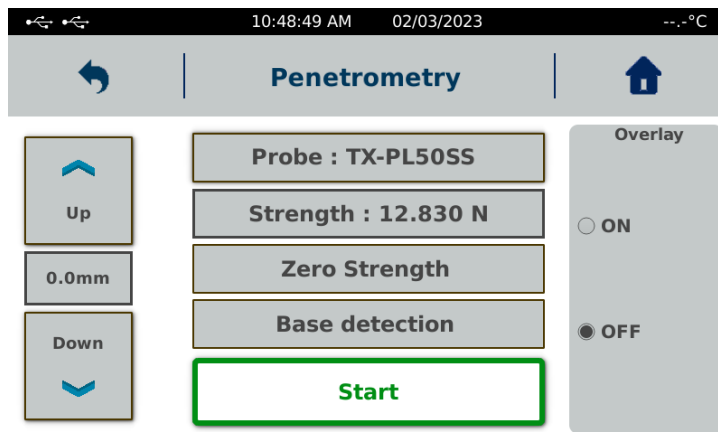 10:48:49 AM 02/03/2023 --.-°C
Penetrometry
Up
0.0mm
Down
Probe : TX-PL50SS
Strength : 12.830 N
Zero Strength
Base detection
Start
Overlay
ON
OFF